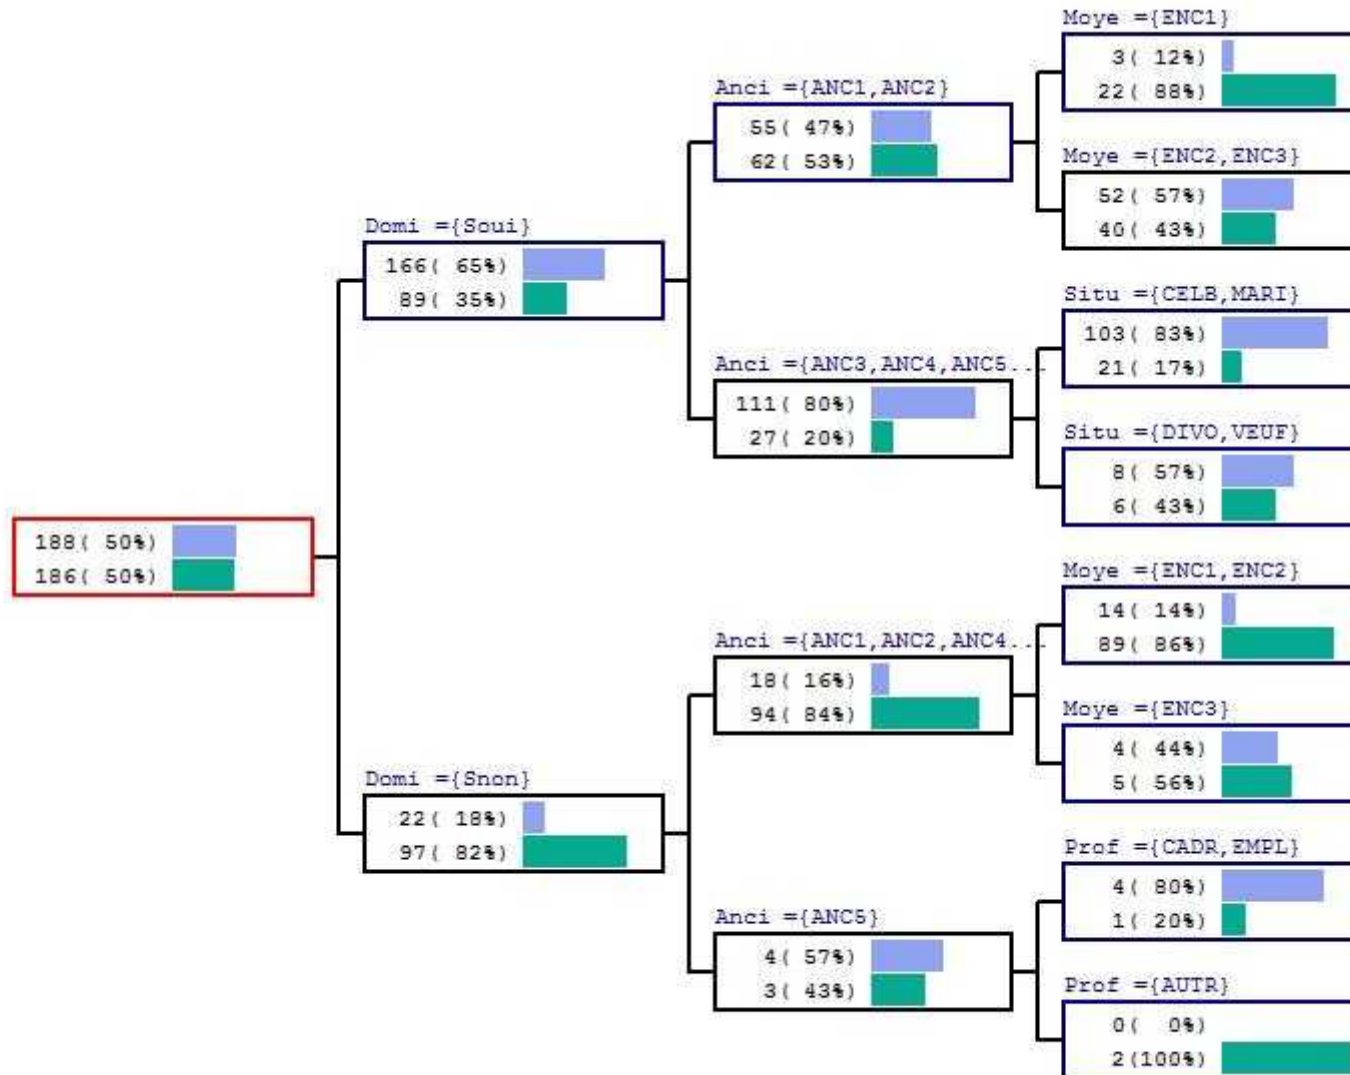 Moye ={ENC1}
3( 12%)
22( 88%)
Anci ={ANC1,ANC2}
55( 47%)
62( 53%)
Moye ={ENC2,ENC3}
52( 57%)
40( 43%)
Domi ={Soui}
166( 65%)
89( 35%)
Situ ={CELB,MARI}
103( 83%)
21( 17%)
Anci ={ANC3,ANC4,ANC5...
111( 80%)
27( 20%)
Situ ={DIVO,VEUF}
8( 57%)
6( 43%)
188( 50%)
186( 50%)
Moye ={ENC1,ENC2}
14( 14%)
89( 86%)
Anci ={ANC1,ANC2,ANC4...
18( 16%)
94( 84%)
Moye ={ENC3}
4( 44%)
5( 56%)
Domi ={Snon}
22( 18%)
97( 82%)
Prof ={CADR,EMPL}
4( 80%)
1( 20%)
Anci ={ANC5}
4( 57%)
3( 43%)
Prof ={AUTR}
0( 0%)
2(100%)